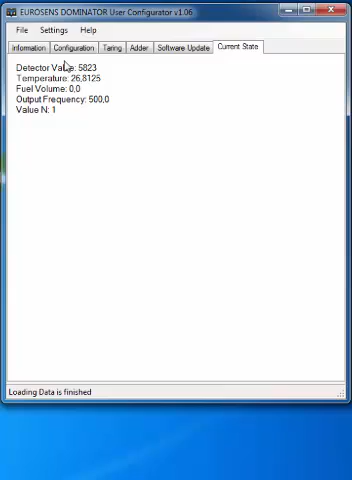 EUROSENS DOMINATOR User Configurator v1.06
File Settings Help
Information Configuration Taring Adder Software Update Current State
Detector Value: 5823
Temperature: 26,8125
Fuel Volume: 0,0
Output Frequency: 500,0
Value N: 1
Loading Data is finished